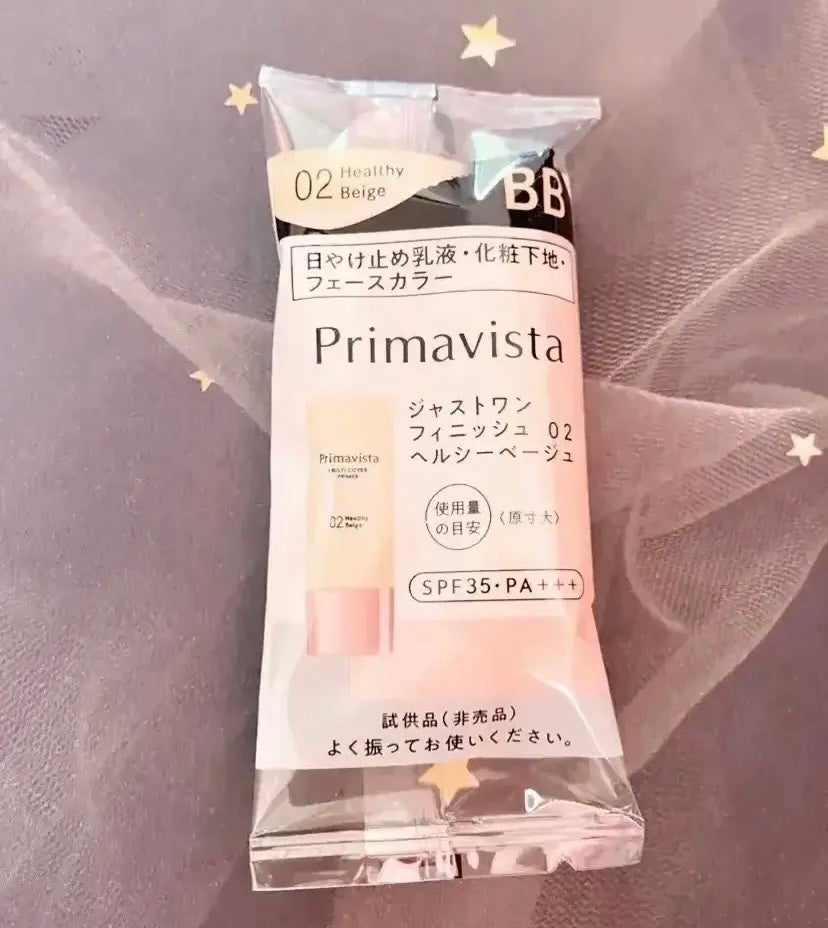 02 Healthy
Beige
BB
日やけ止め乳液・化粧下地・
フェースカラー
Primavista
ジャストワン
フィニッシュ 02
ヘルシーベージュ
Primavista
MULTI COVER
PRIMER
02 Healthy
Beige
使用量
の目安
(原寸大)
SPF35・PA+++
試供品(非売品)
よく振ってお使いください。